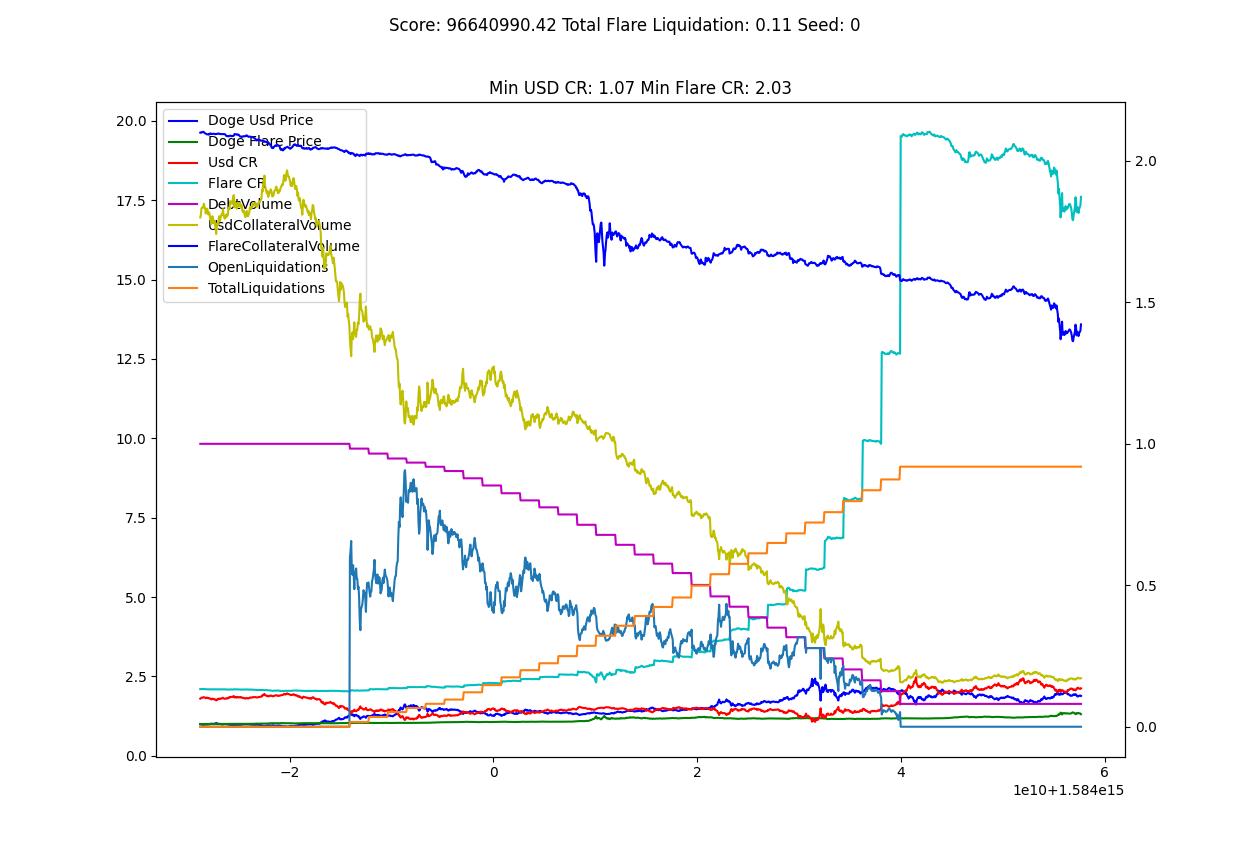 Score: 96640990.42 Total Flare Liquidation: 0.11 Seed: 0
Min USD CR: 1.07 Min Flare CR: 2.03
Doge Usd Price
Doge Flare Price
Usd CR
Flare CR
DebtVolume
UsdCollateralVolume
FlareCollateralVolume
OpenLiquidations
TotalLiquidations
20.0
17.5
15.0
12.5
10.0
7.5
5.0
2.5
0.0
2.0
1.5
1.0
0.5
0.0
−2 0 2 4 6
1e10+1.584e15